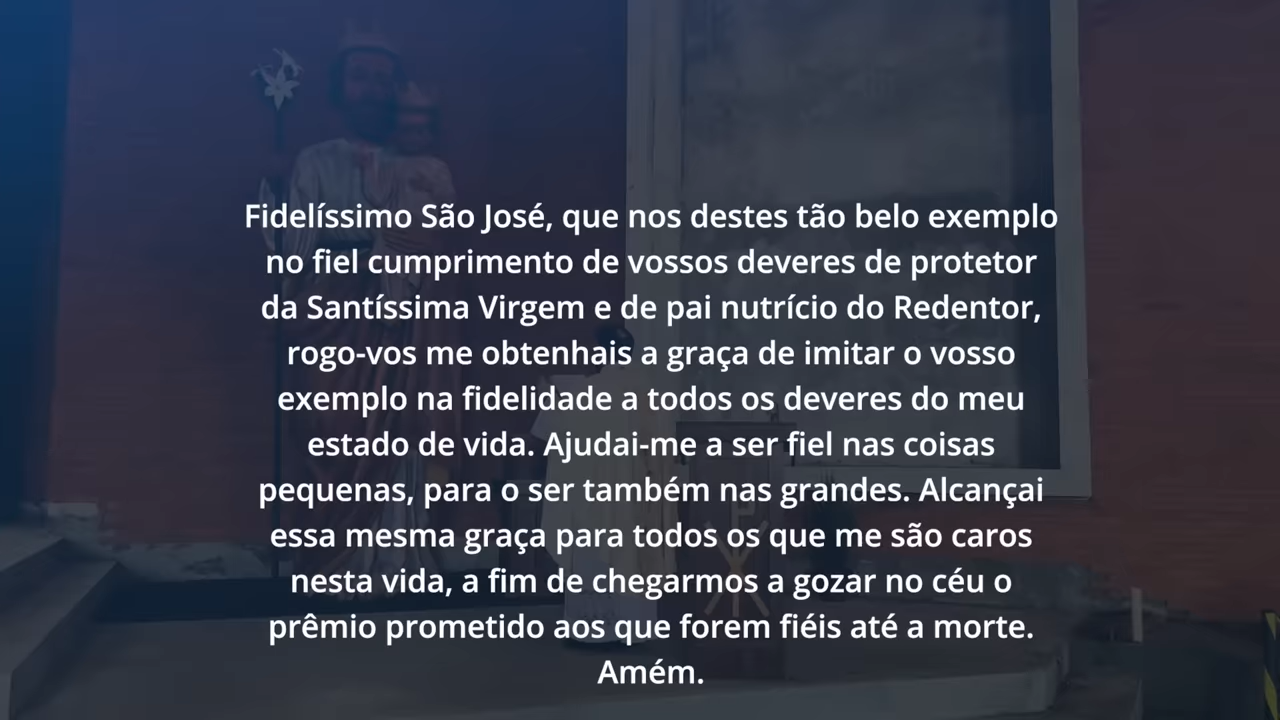 Fidelíssimo São José, que nos destes tão belo exemplo
no fiel cumprimento de vossos deveres de protetor
da Santíssima Virgem e de pai nutrício do Redentor,
rogo-vos me obtenhais a graça de imitar o vosso
exemplo na fidelidade a todos os deveres do meu
estado de vida. Ajudai-me a ser fiel nas coisas
pequenas, para o ser também nas grandes. Alcançai
essa mesma graça para todos os que me são caros
nesta vida, a fim de chegarmos a gozar no céu o
prêmio prometido aos que forem fiéis até a morte.
Amém.